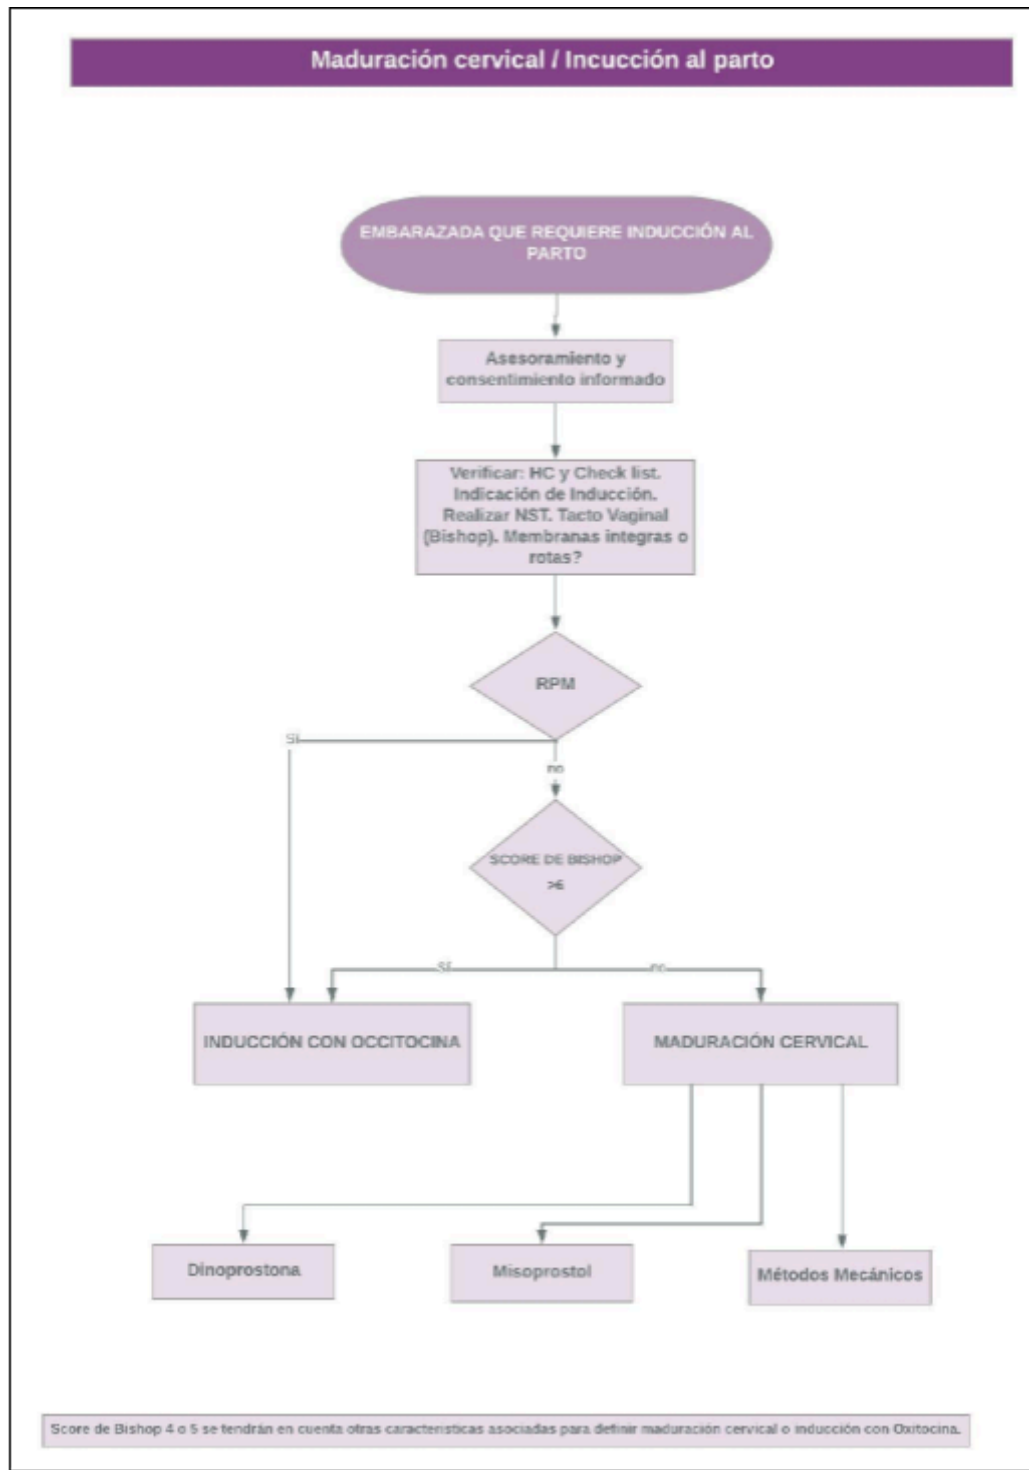 Maduración cervical / Incucción al parto
EMBARAZADA QUE REQUIERE INDUCCIÓN AL
PARTO
Asesoramiento y
consentimiento informado
Verificar: HC y Check list.
Indicación de Inducción.
Realizar NST. Tacto Vaginal
(Bishop). Membranas integras o
rotas?
RPM
Sí
no
SCORE DE BISHOP
>6
Sí
no
INDUCCIÓN CON OCCITOCINA
MADURACIÓN CERVICAL
Dinoprostona
Misoprostol
Métodos Mecánicos
Score de Bishop 4 o 5 se tendrán en cuenta otras caracteristicas asociadas para definir maduración cervical o inducción con Oxitocina.